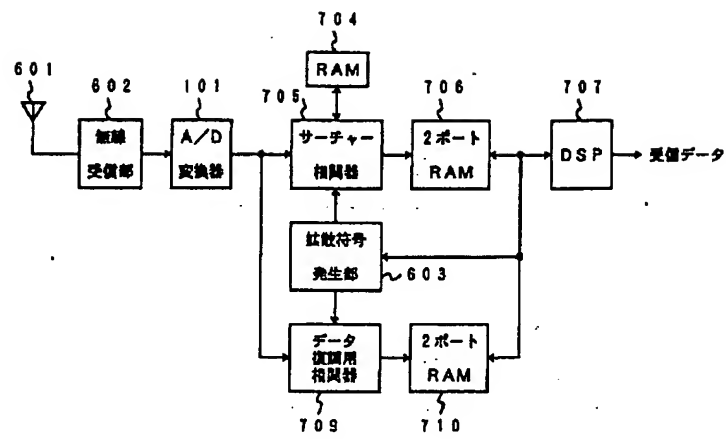 704
601
RAM
602
101
705
706
707
無線
受信部
A/D
変換器
サーチャー
相関器
2ポート
RAM
DSP
受信データ
拡散符号
発生部
603
データ
復調用
相関器
2ポート
RAM
709
710